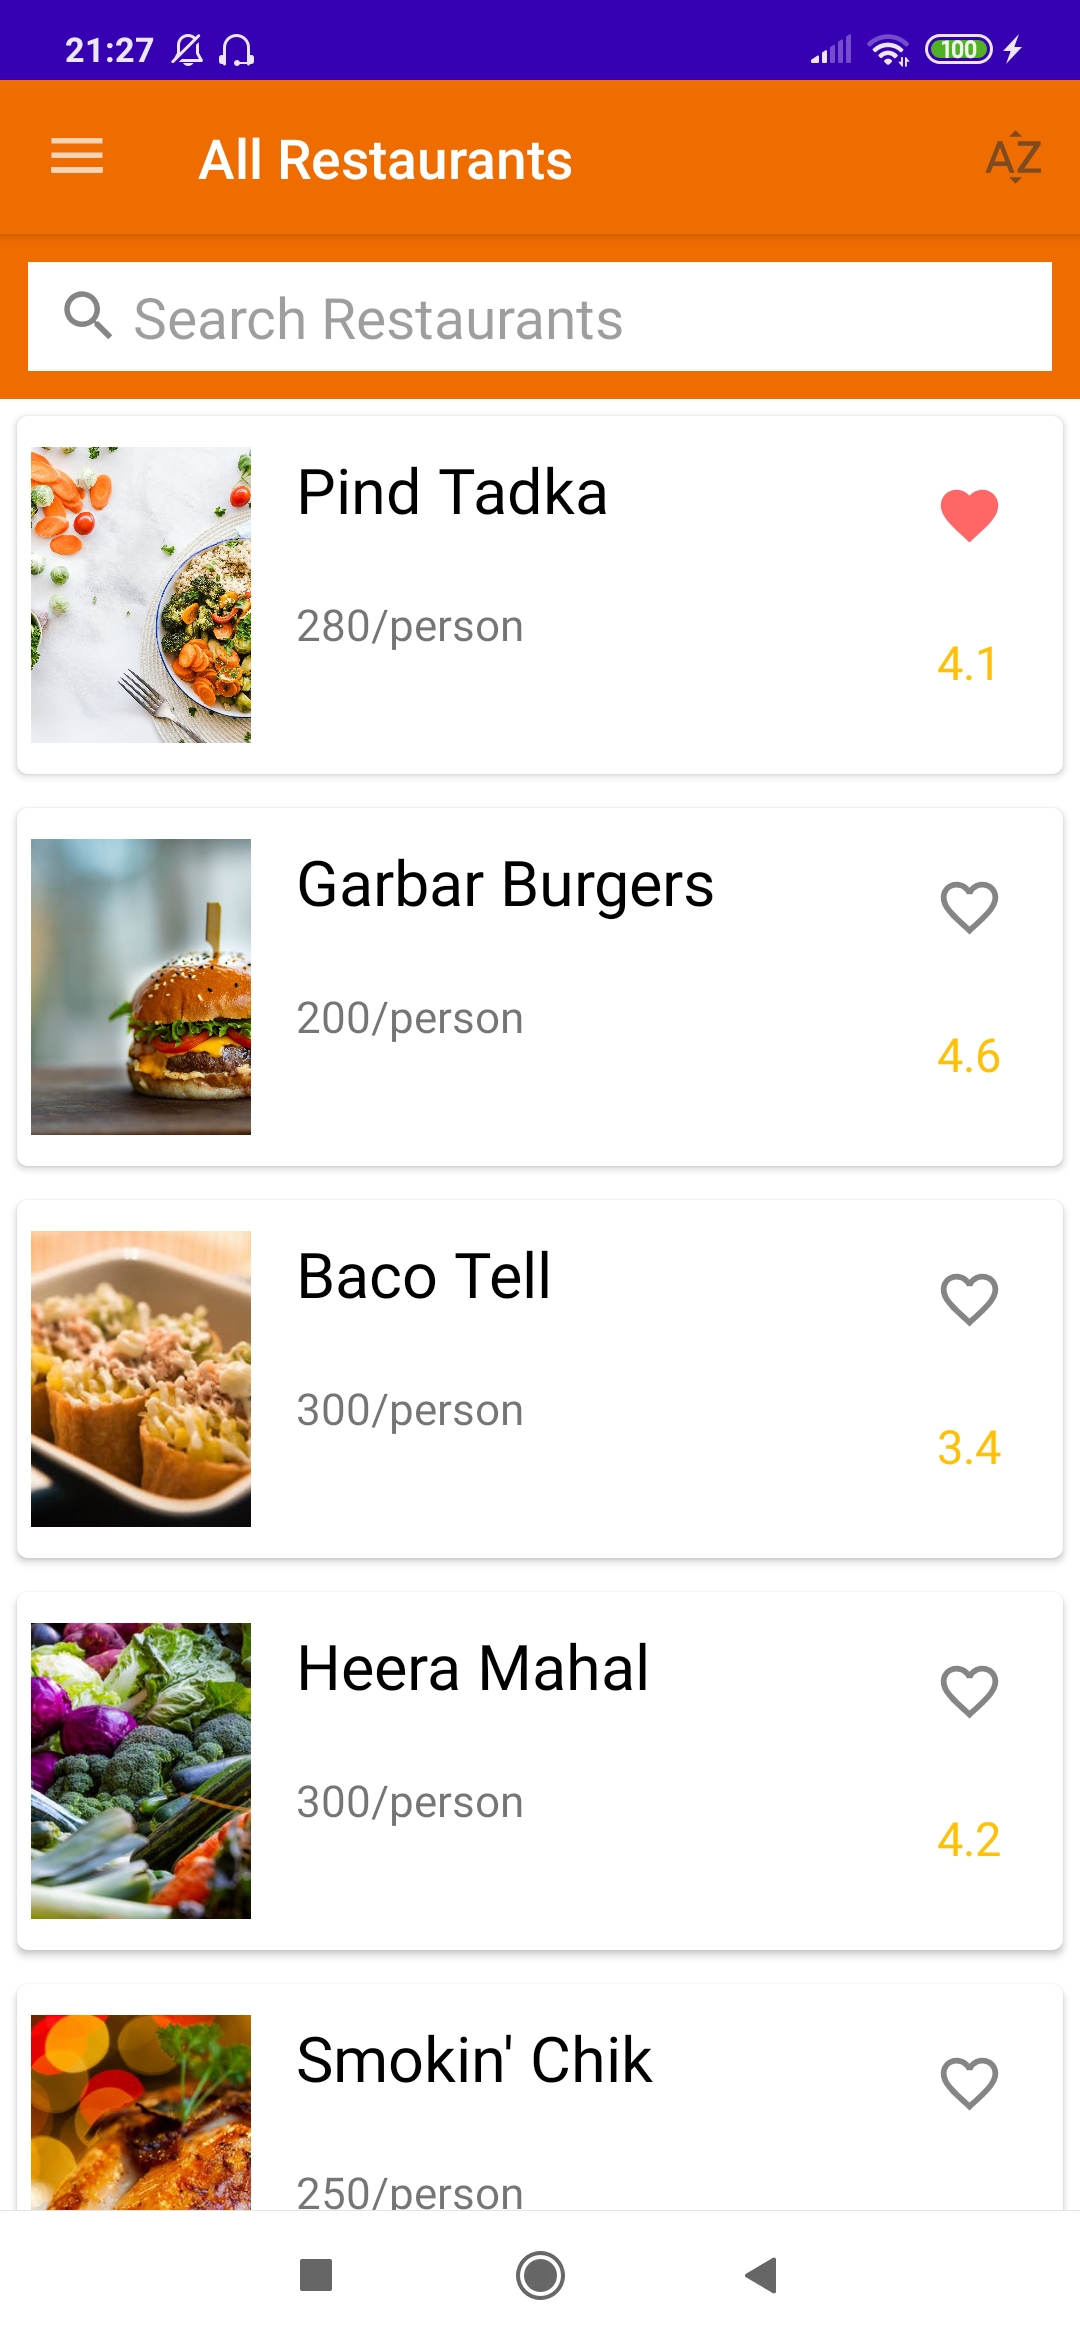 21:27
100
All Restaurants
AZ
Search Restaurants
Pind Tadka
280/person
4.1
Garbar Burgers
200/person
4.6
Baco Tell
300/person
3.4
Heera Mahal
300/person
4.2
Smokin' Chik
250/person